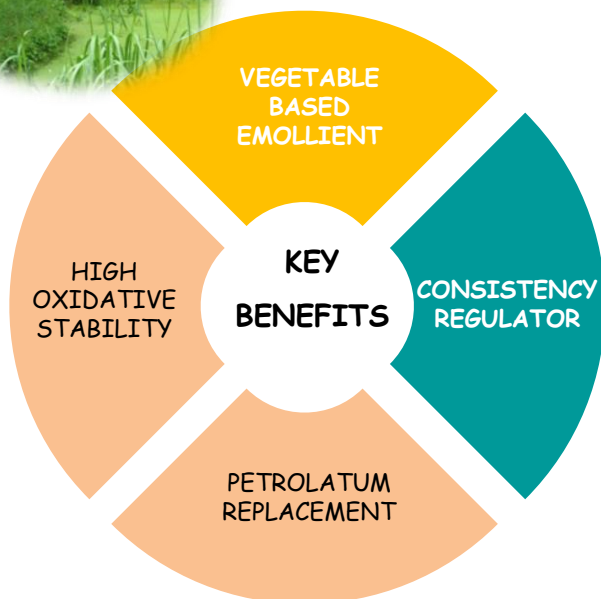 VEGETABLE
BASED
EMOLLIENT
KEY
BENEFITS
CONSISTENCY
REGULATOR
HIGH
OXIDATIVE
STABILITY
PETROLATUM
REPLACEMENT